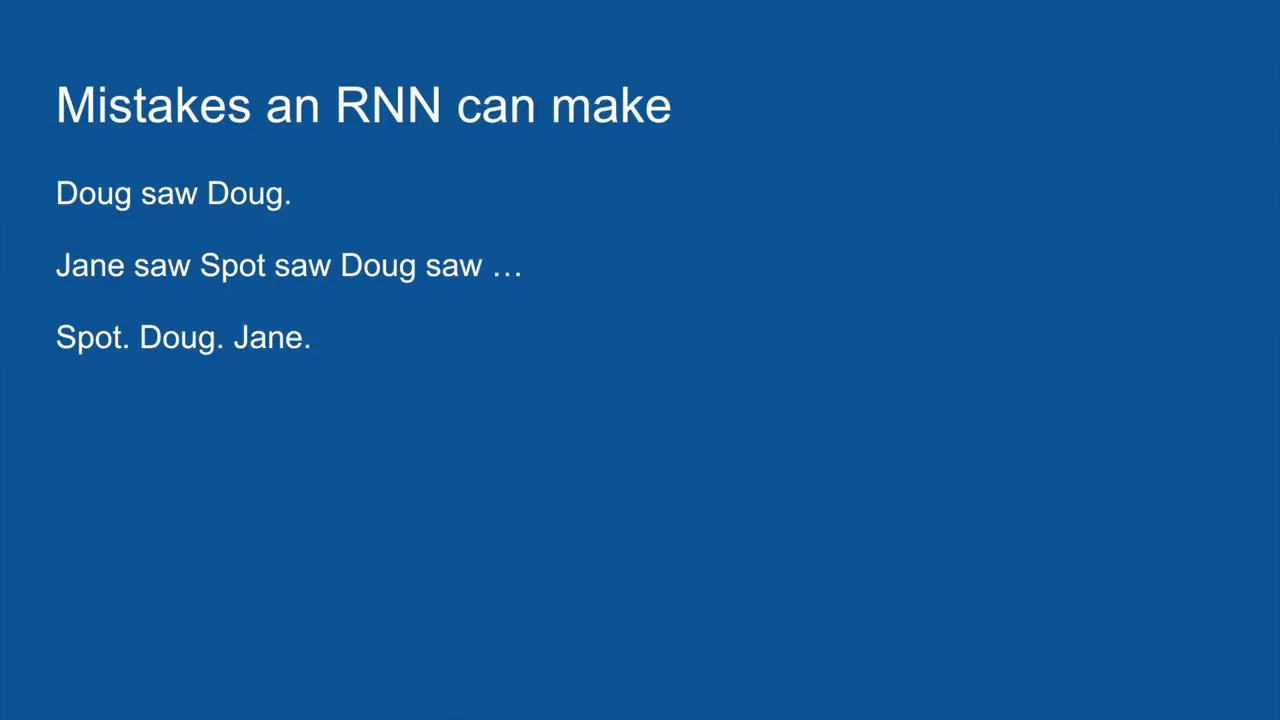 Mistakes an RNN can make
Doug saw Doug.
Jane saw Spot saw Doug saw …
Spot. Doug. Jane.